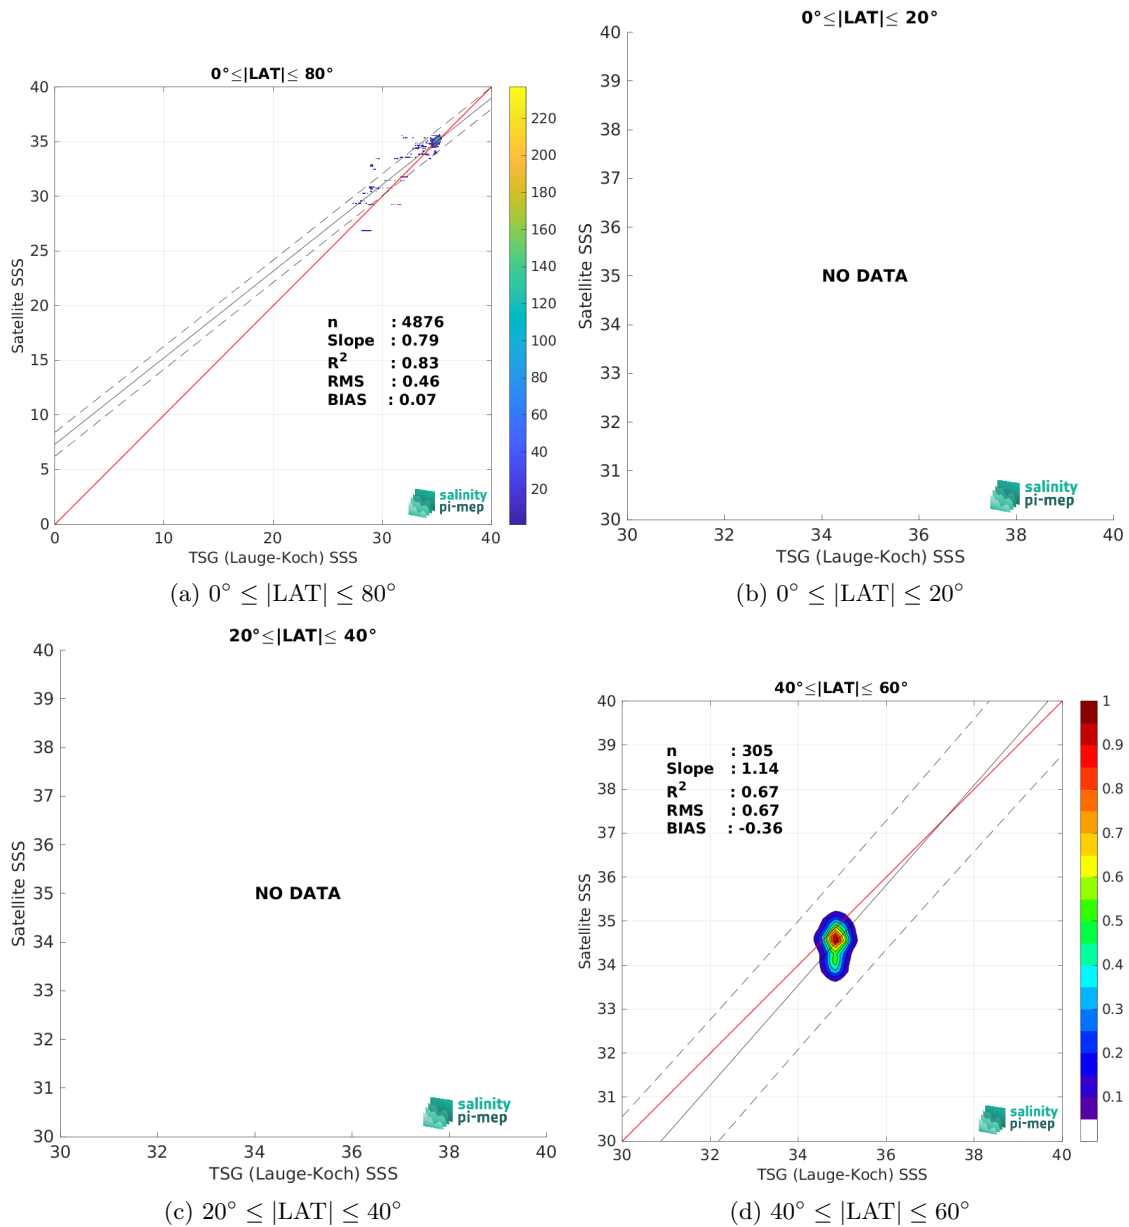 0°≤|LAT|≤ 80°
40
35
30
25
20
15
10
5
0
Satellite SSS
0
10
20
30
40
TSG (Lauge-Koch) SSS
220
200
180
160
140
120
100
80
60
40
20
n : 4876
Slope : 0.79
R² : 0.83
RMS : 0.46
BIAS : 0.07
salinity
pi-mep
(a) 0° ≤ |LAT| ≤ 80°
0°≤|LAT|≤ 20°
40
39
38
37
36
35
34
33
32
31
30
Satellite SSS
NO DATA
30
32
34
36
38
40
TSG (Lauge-Koch) SSS
salinity
pi-mep
(b) 0° ≤ |LAT| ≤ 20°
20°≤|LAT|≤ 40°
40
39
38
37
36
35
34
33
32
31
30
Satellite SSS
NO DATA
30
32
34
36
38
40
TSG (Lauge-Koch) SSS
salinity
pi-mep
(c) 20° ≤ |LAT| ≤ 40°
40°≤|LAT|≤ 60°
40
39
38
37
36
35
34
33
32
31
30
Satellite SSS
n : 305
Slope : 1.14
R² : 0.67
RMS : 0.67
BIAS : -0.36
30
32
34
36
38
40
TSG (Lauge-Koch) SSS
1
0.9
0.8
0.7
0.6
0.5
0.4
0.3
0.2
0.1
salinity
pi-mep
(d) 40° ≤ |LAT| ≤ 60°